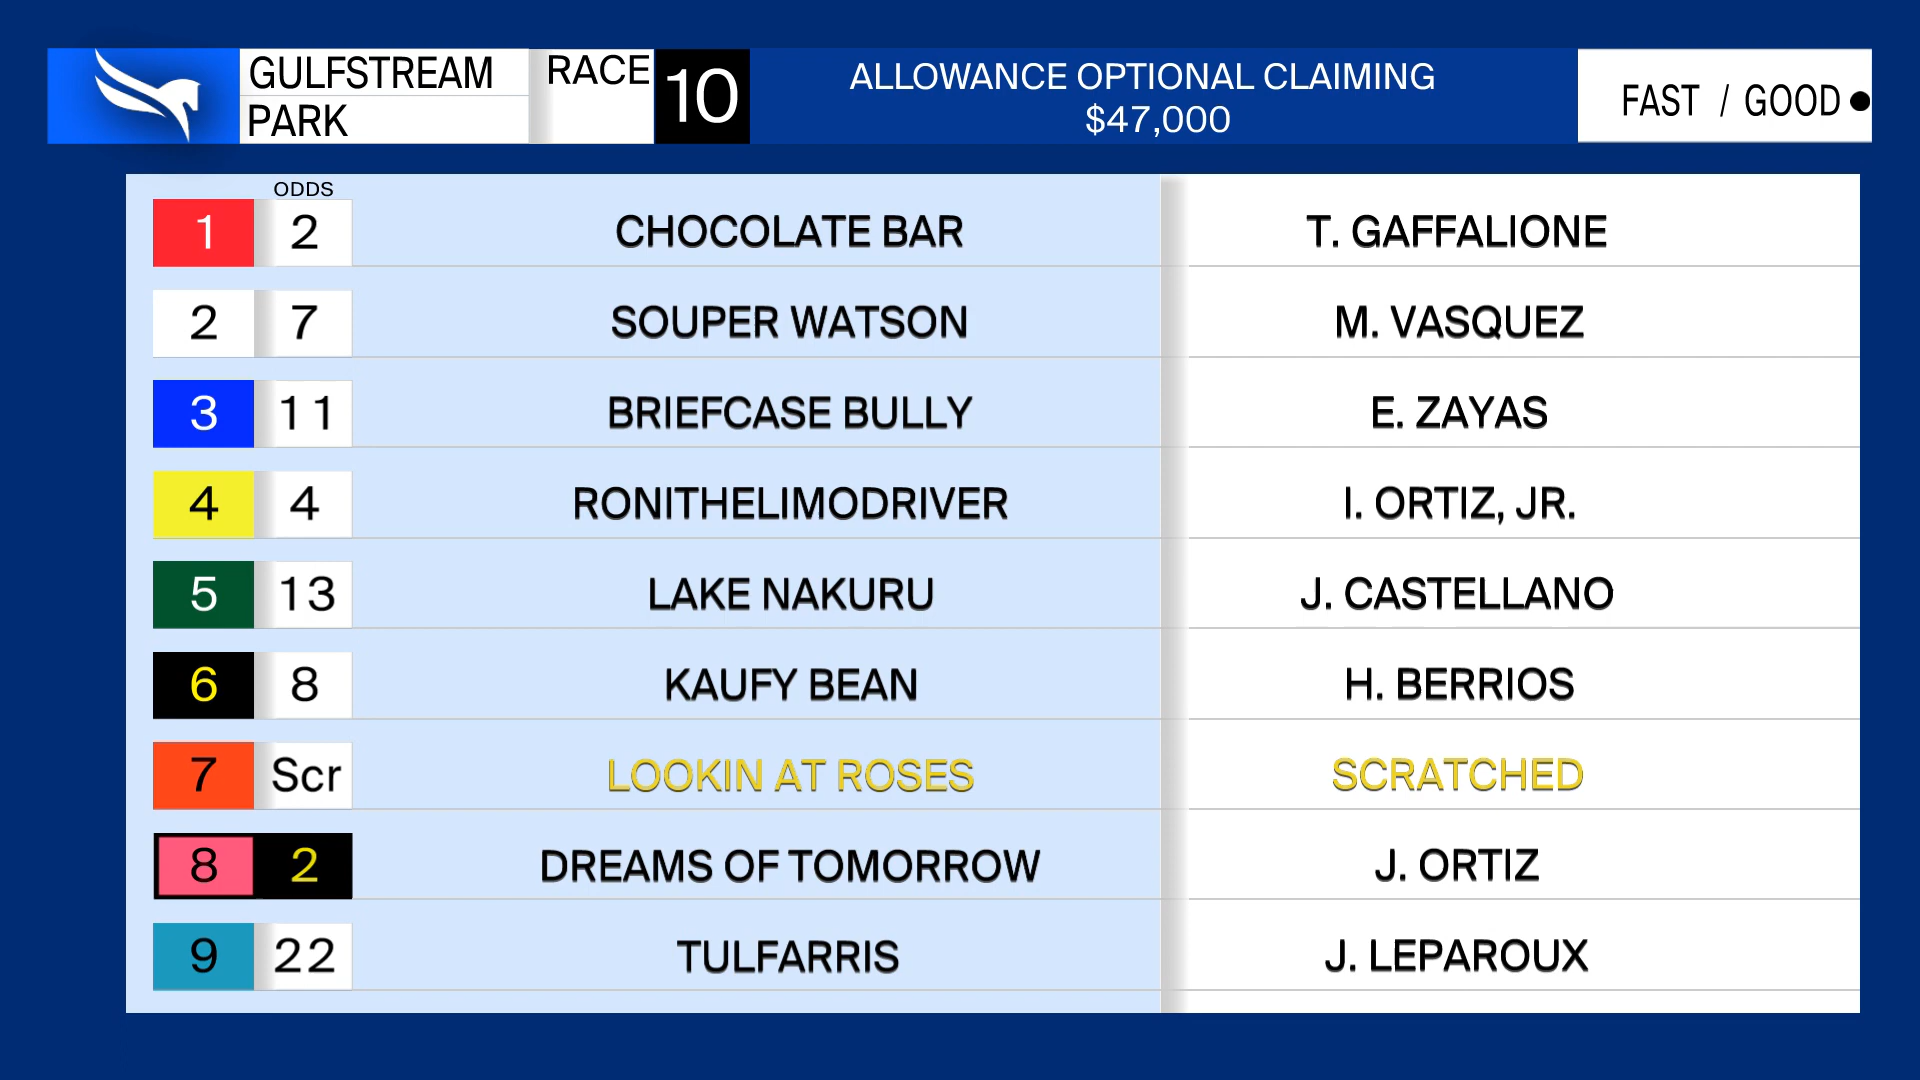 GULFSTREAM PARK
RACE 10
ALLOWANCE OPTIONAL CLAIMING
$47,000
FAST / GOOD
ODDS
1 2 CHOCOLATE BAR T. GAFFALIONE
2 7 SOUPER WATSON M. VASQUEZ
3 11 BRIEFCASE BULLY E. ZAYAS
4 4 RONITHELIMODRIVER I. ORTIZ, JR.
5 13 LAKE NAKURU J. CASTELLANO
6 8 KAUFY BEAN H. BERRIOS
7 Scr LOOKIN AT ROSES SCRATCHED
8 2 DREAMS OF TOMORROW J. ORTIZ
9 22 TULFARRIS J. LEPAROUX